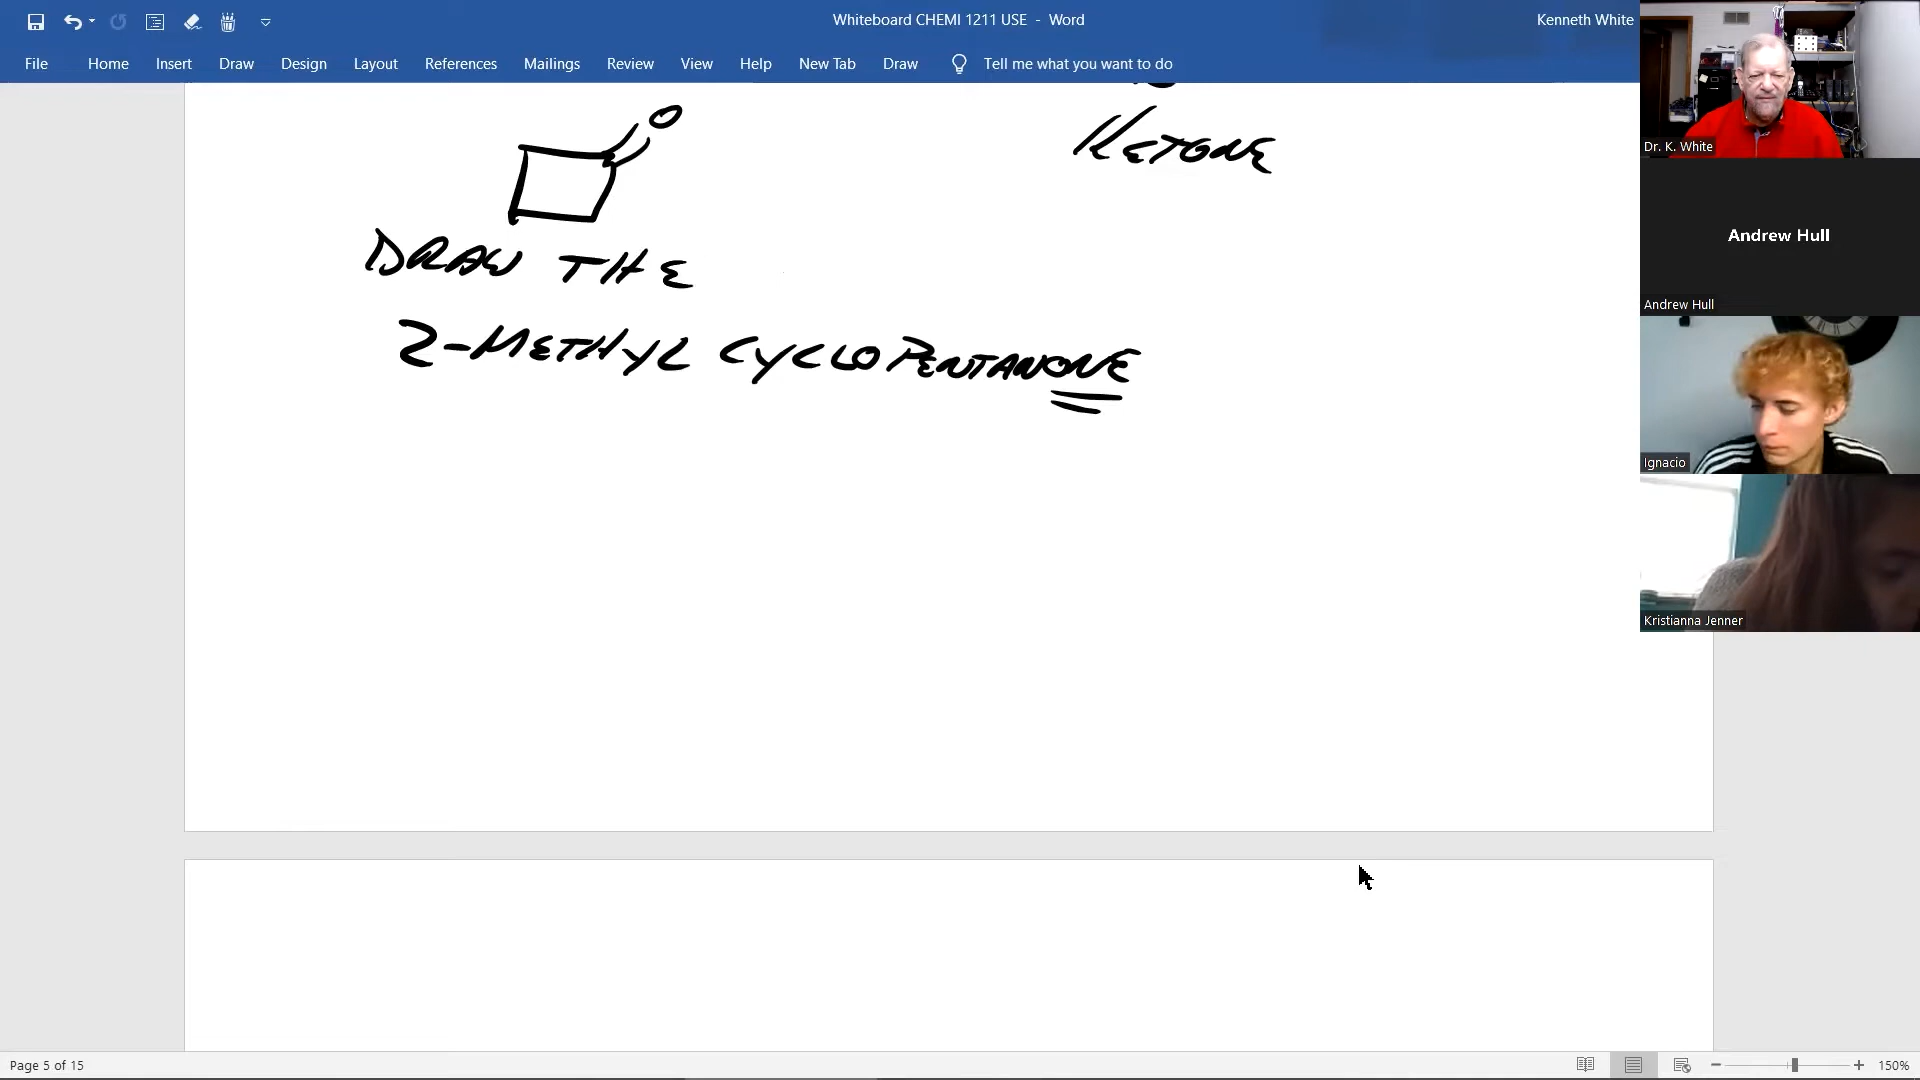 Whiteboard CHEMI 1211 USE - Word
Kenneth White
File Home Insert Draw Design Layout References Mailings Review View Help New Tab Draw Tell me what you want to do
O
KETONE
DRAW THE
2-METHYL CYCLOPENTANONE
Dr. K. White
Andrew Hull
Andrew Hull
Ignacio
Kristianna Jenner
Page 5 of 15
150%